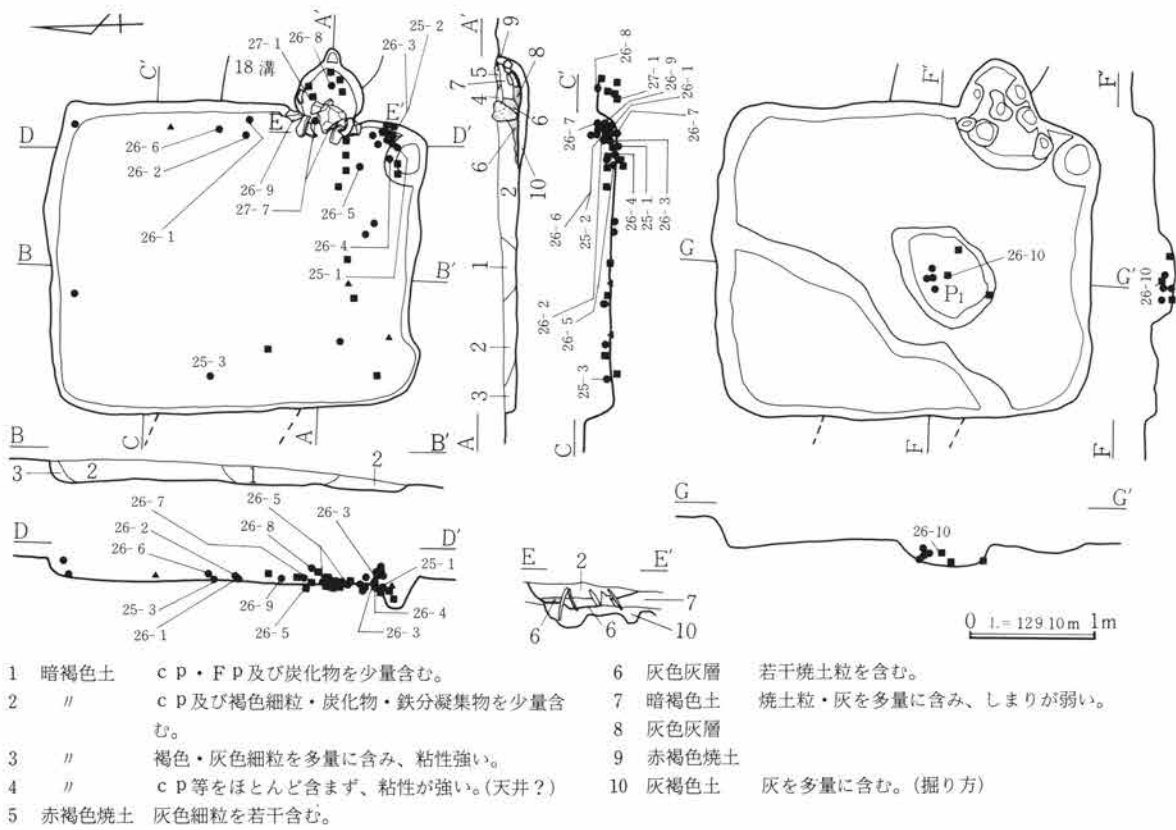 A′
27-1
26-8
25-2
26-3
18溝
C′
E
E′
D
D′
26-6
26-2
26-9
27-7
26-1
26-5
26-4
25-1
B
B′
25-3
C
A
A′
9
8
5
7
4
6
6
10
2
1
2
3
A
C′
26-8
27-1
26-9
26-1
26-7
26-7
26-6
25-2
26-4
25-1
26-3
26-2
26-5
25-3
C
F′
F′
G
26-10
P1
G′
26-10
F
F
B
B′
3
2
1
2
D
D′
26-7
26-2
26-6
26-5
26-8
26-3
25-1
25-3
26-1
26-9
26-5
26-3
26-4
E
2
E′
7
6
6
10
G
G′
26-10
0 L=129.10m 1m
1 暗褐色土 cp・Fp及び炭化物を少量含む。
2 〃 cp及び褐色細粒・炭化物・鉄分凝集物を少量含
む。
3 〃 褐色・灰色細粒を多量に含み、粘性強い。
4 〃 cp等をほとんど含まず、粘性が強い。(天井?)
5 赤褐色焼土 灰色細粒を若干含む。
6 灰色灰層 若干焼土粒を含む。
7 暗褐色土 焼土粒・灰を多量に含み、しまりが弱い。
8 灰色灰層
9 赤褐色焼土
10 灰褐色土 灰を多量に含む。(掘り方)